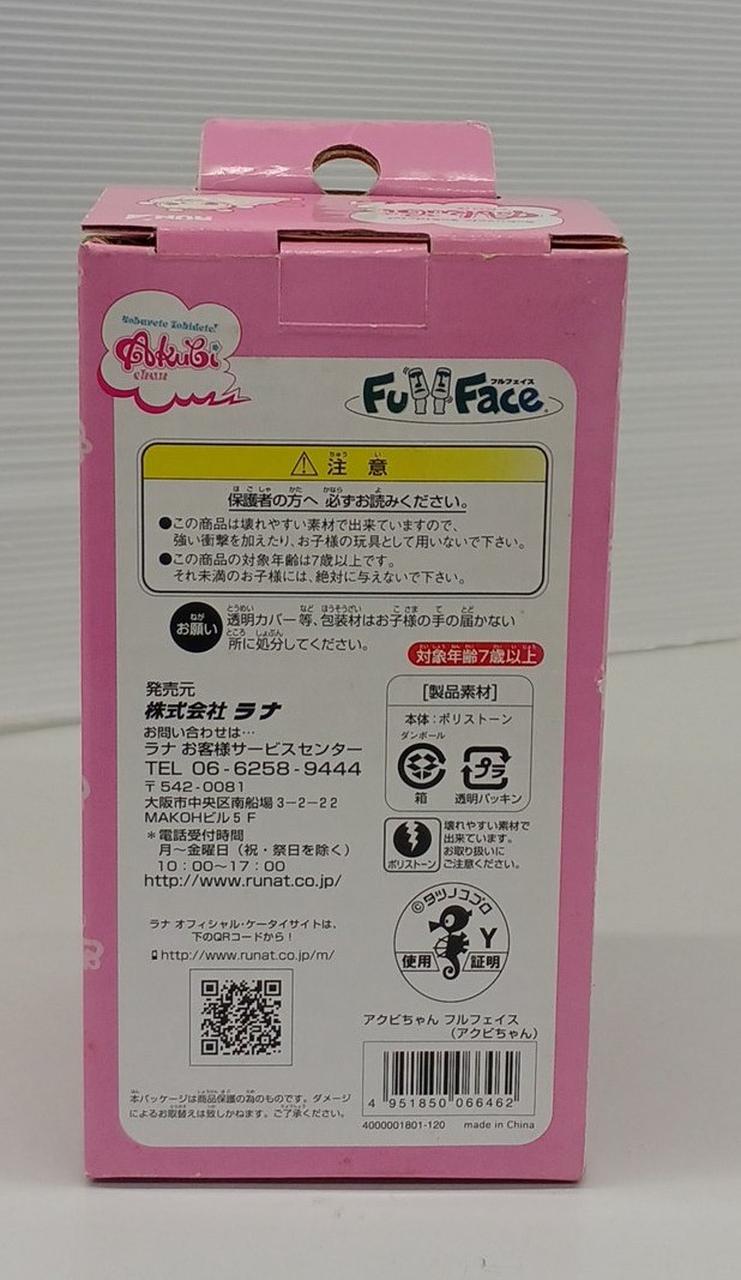 RUN'A
Akubi
Yobarete Tobidete!
Akubi
Girl
Full Face
フルフェイス
⚠ 注意
保護者の方へ 必ずお読みください。
●この商品は壊れやすい素材で出来ていますので、
強い衝撃を加えたり、お子様の玩具として用いないで下さい。
●この商品の対象年齢は7歳以上です。
それ未満のお子様には、絶対に与えないで下さい。
お願い
透明カバー等、包装材はお子様の手の届かない
所に処分してください。
対象年齢7歳以上
発売元
株式会社 ラナ
お問い合わせは…
ラナ お客様サービスセンター
TEL 06-6258-9444
〒542-0081
大阪市中央区南船場3-2-22
MAKOHビル5F
*電話受付時間
月〜金曜日(祝・祭日を除く)
10:00〜17:00
http://www.runat.co.jp/
[製品素材]
本体:ポリストーン
ダンボール
プラ
箱 透明パッキン
ポリストーン
壊れやすい素材で
出来ています。
お取り扱いに
ご注意ください。
©タツノコプロ
Y
使用 証明
ラナ オフィシャル・ケータイサイトは、
下のQRコードから!
http://www.runat.co.jp/m/
アクビちゃん フルフェイス
(アクビちゃん)
4 951850 066462
4000001801-120 made in China
本パッケージは商品保護の為のものです。ダメージ
によるお取替えは致しかねます。ご了承ください。